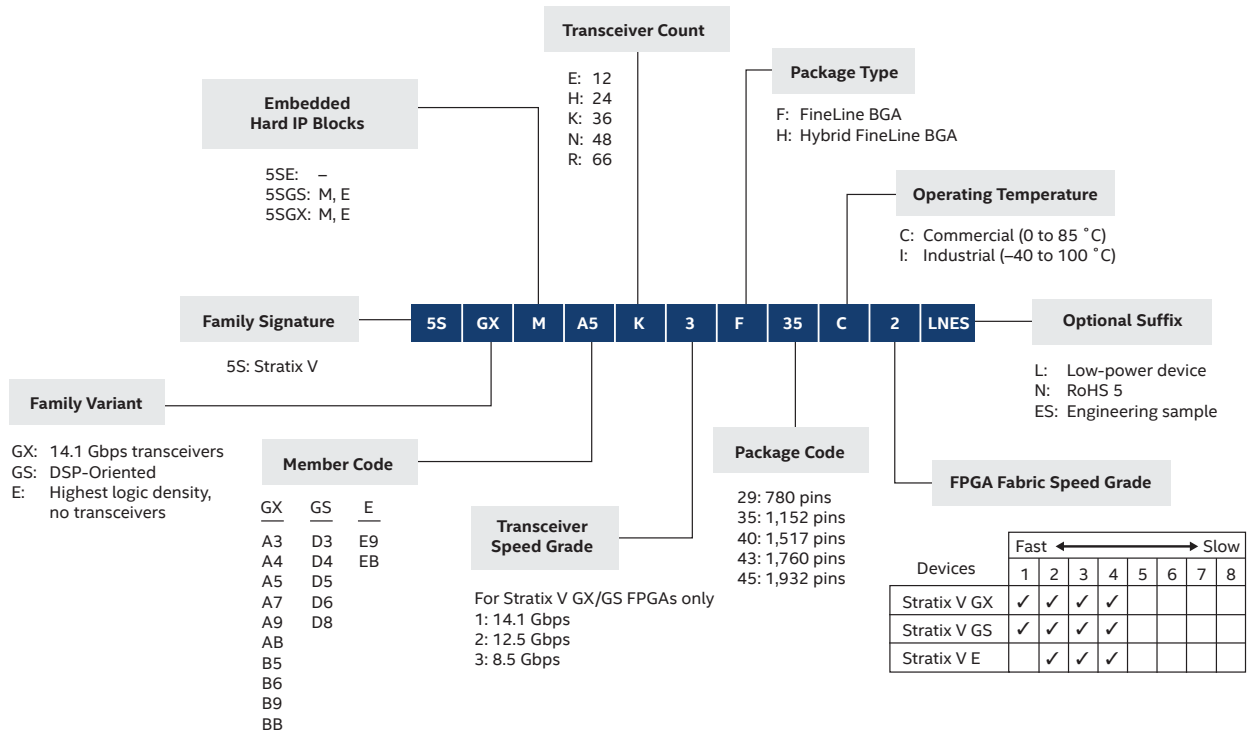 Transceiver Count
E: 12
H: 24
K: 36
N: 48
R: 66
Package Type
F: FineLine BGA
H: Hybrid FineLine BGA
Embedded
Hard IP Blocks
5SE: –
5SGS: M, E
5SGX: M, E
Operating Temperature
C: Commercial (0 to 85 ˚C)
I: Industrial (–40 to 100 ˚C)
Family Signature
5S: Stratix V
5S GX M A5 K 3 F 35 C 2 LNES
Optional Suffix
L: Low-power device
N: RoHS 5
ES: Engineering sample
Family Variant
GX: 14.1 Gbps transceivers
GS: DSP-Oriented
E: Highest logic density,
no transceivers
Member Code
GX GS E
A3 D3 E9
A4 D4 EB
A5 D5
A7 D6
A9 D8
AB
B5
B6
B9
BB
Transceiver
Speed Grade
For Stratix V GX/GS FPGAs only
1: 14.1 Gbps
2: 12.5 Gbps
3: 8.5 Gbps
Package Code
29: 780 pins
35: 1,152 pins
40: 1,517 pins
43: 1,760 pins
45: 1,932 pins
FPGA Fabric Speed Grade
Fast Slow
Devices 1 2 3 4 5 6 7 8
Stratix V GX ✓ ✓ ✓ ✓
Stratix V GS ✓ ✓ ✓ ✓
Stratix V E ✓ ✓ ✓